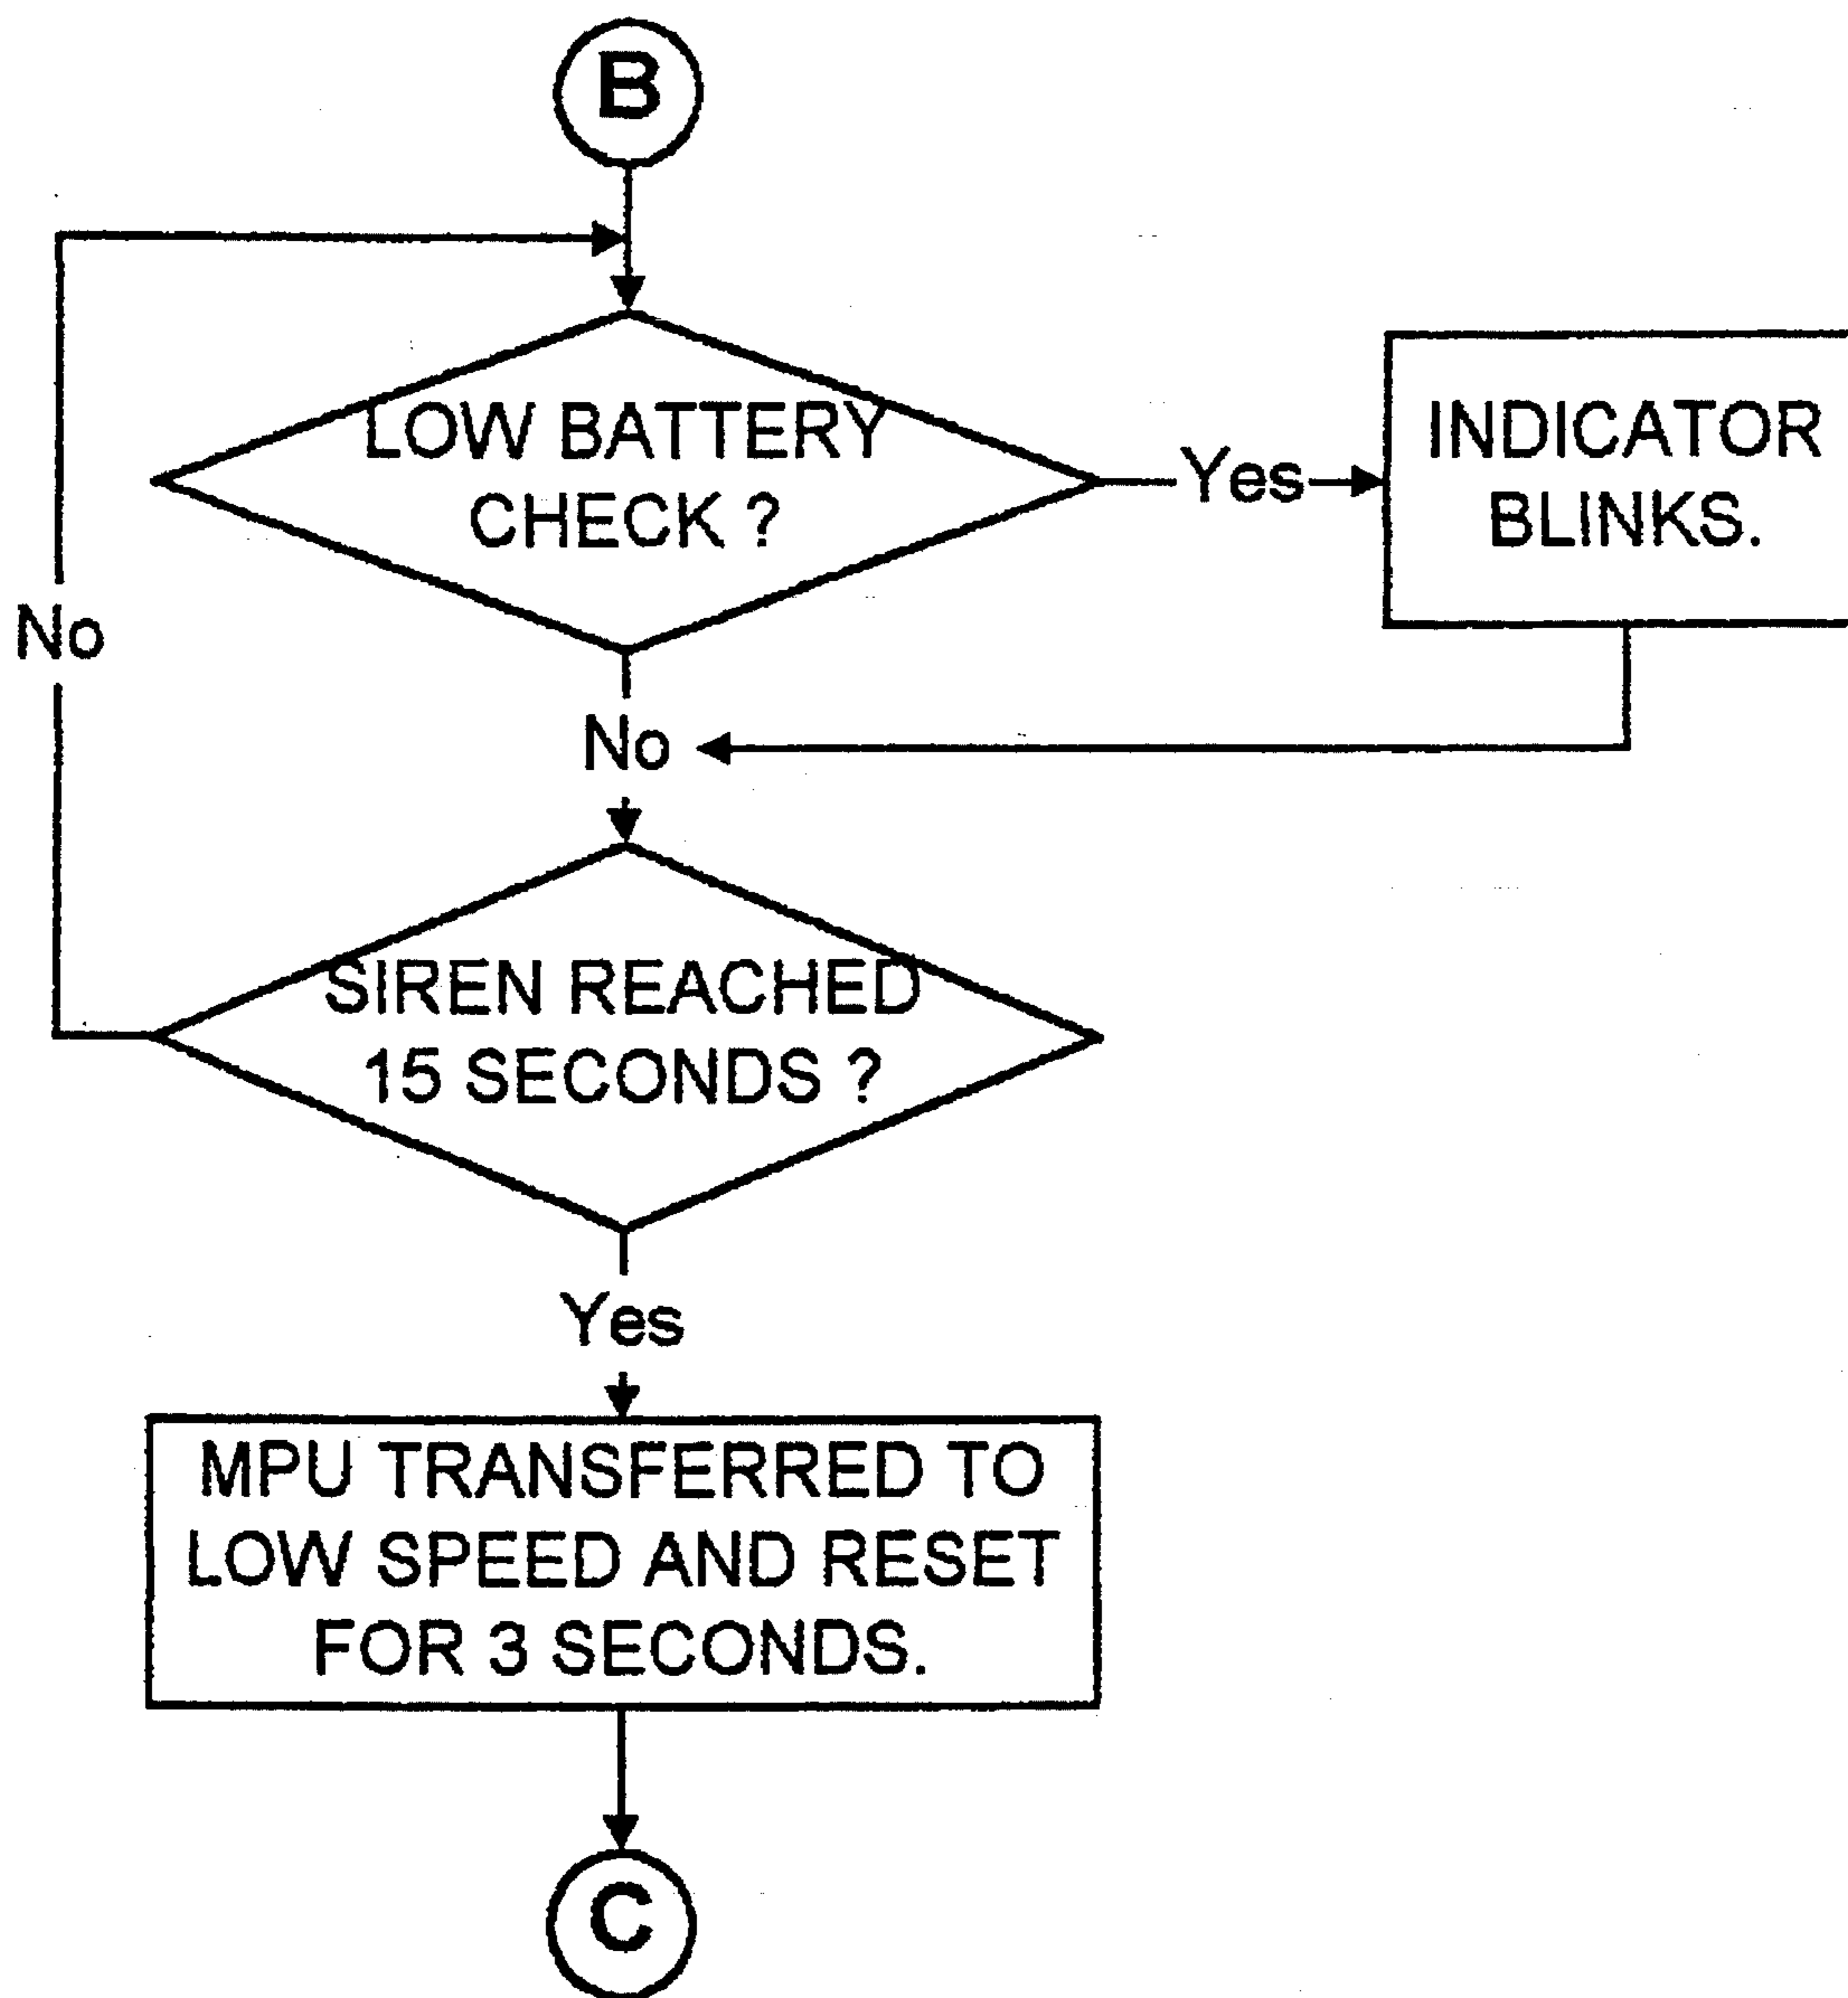 B
LOW BATTERY
CHECK ?
Yes
INDICATOR
BLINKS.
No
No
SIREN REACHED
15 SECONDS ?
Yes
MPU TRANSFERRED TO
LOW SPEED AND RESET
FOR 3 SECONDS.
C